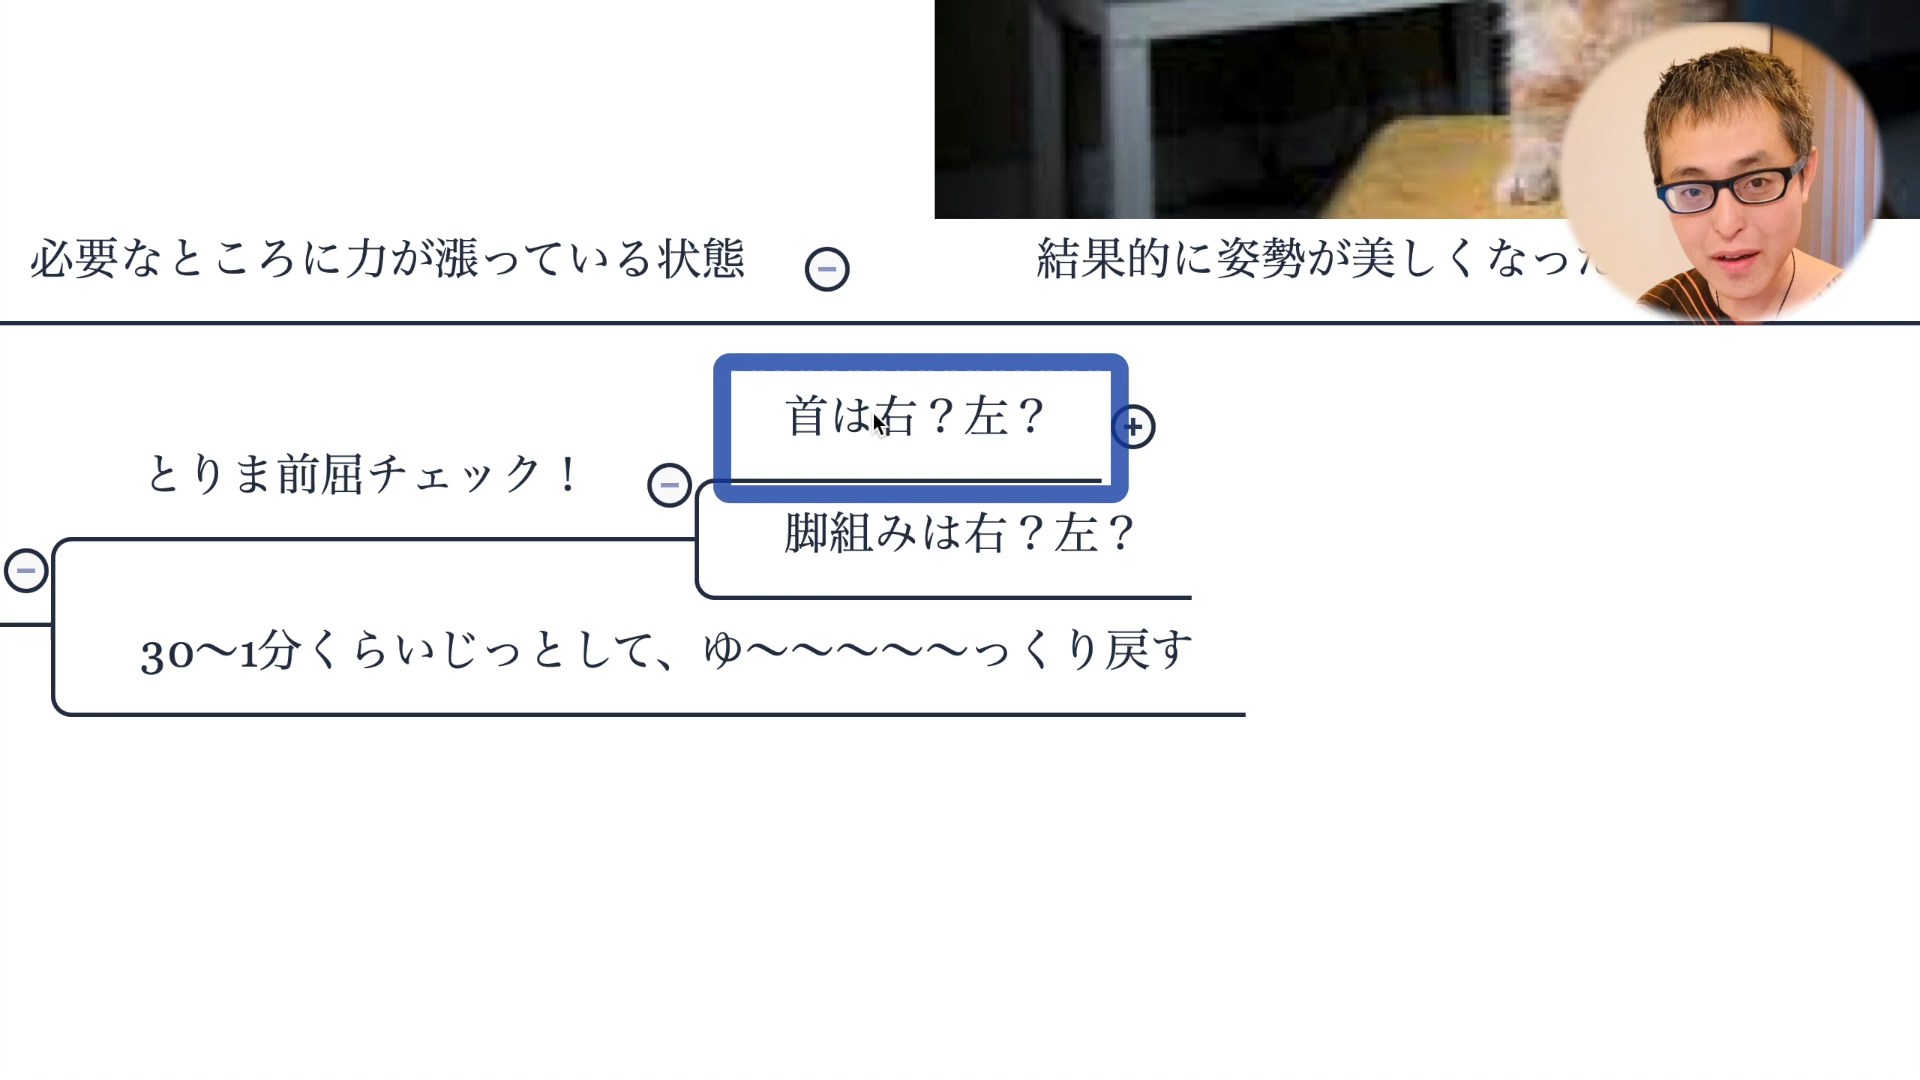 必要なところに力が漲っている状態
結果的に姿勢が美しくなった
首は右？左？
とりま前屈チェック！
脚組みは右？左？
30〜1分くらいじっとして、ゆ〜〜〜〜〜っくり戻す